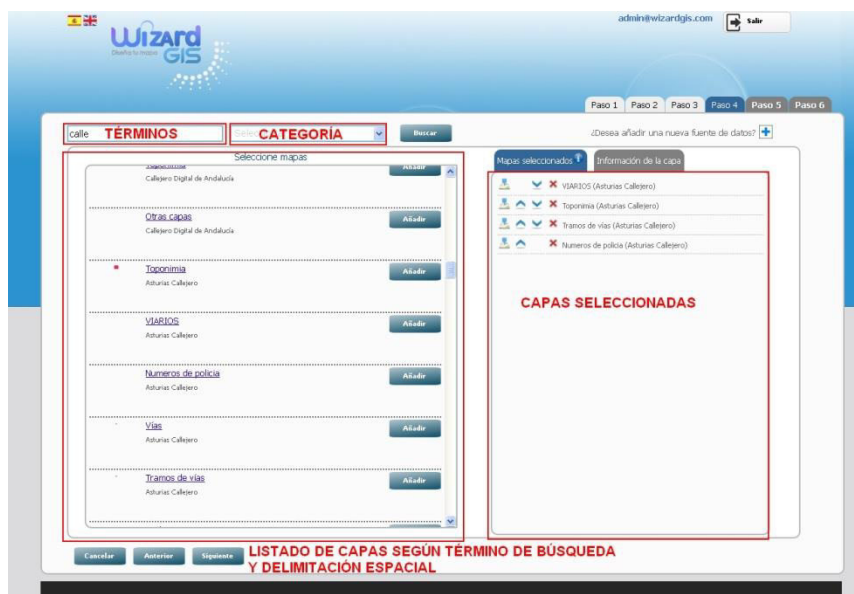 Wizard
GIS
Diseña tu mapa
admin@wizardgis.com
Salir
Paso 1 Paso 2 Paso 3 Paso 4 Paso 5 Paso 6
calle TÉRMINOS CATEGORÍA Buscar ¿Desea añadir una nueva fuente de datos?
Seleccione mapas
Toponimia Añadir
Callejero Digital de Andalucía
Otras capas Añadir
Callejero Digital de Andalucía
Toponimia Añadir
Asturias Callejero
VIARIOS Añadir
Asturias Callejero
Numeros de policia Añadir
Asturias Callejero
Vías Añadir
Asturias Callejero
Tramos de vías Añadir
Asturias Callejero
Mapas seleccionados Información de la capa
VIARIOS (Asturias Callejero)
Toponimia (Asturias Callejero)
Tramos de vías (Asturias Callejero)
Numeros de policia (Asturias Callejero)
CAPAS SELECCIONADAS
Cancelar Anterior Siguiente
LISTADO DE CAPAS SEGÚN TÉRMINO DE BÚSQUEDA
Y DELIMITACIÓN ESPACIAL